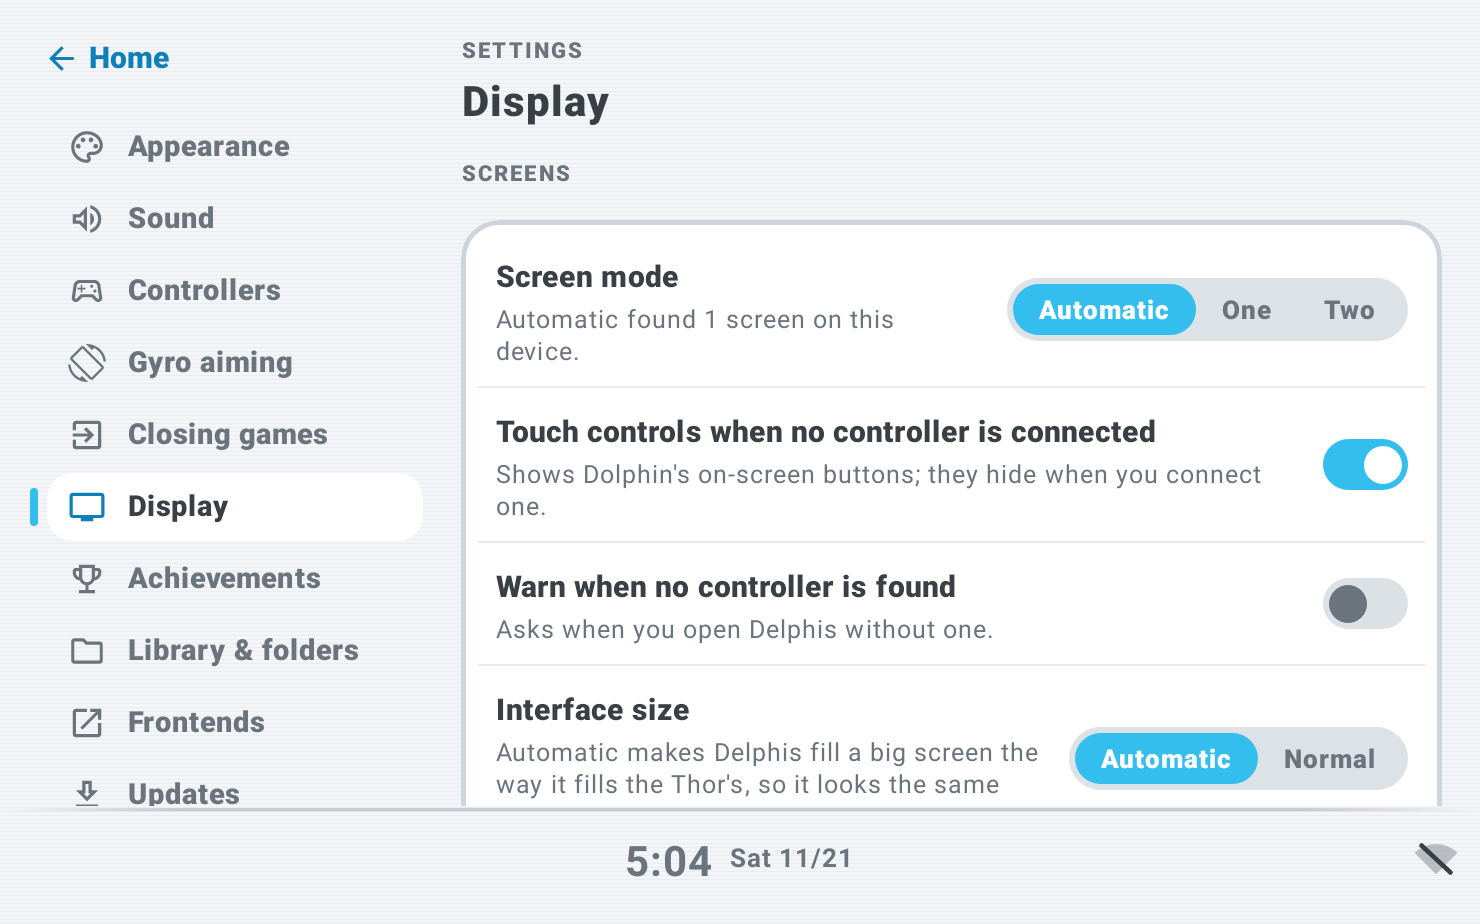 Home
Appearance
Sound
Controllers
Gyro aiming
Closing games
Display
Achievements
Library & folders
Frontends
Updates
SETTINGS
Display
SCREENS
Screen mode
Automatic found 1 screen on this
device.
Automatic One Two
Touch controls when no controller is connected
Shows Dolphin's on-screen buttons; they hide when you connect
one.
Warn when no controller is found
Asks when you open Delphis without one.
Interface size
Automatic makes Delphis fill a big screen the
way it fills the Thor's, so it looks the same
Automatic Normal
5:04 Sat 11/21